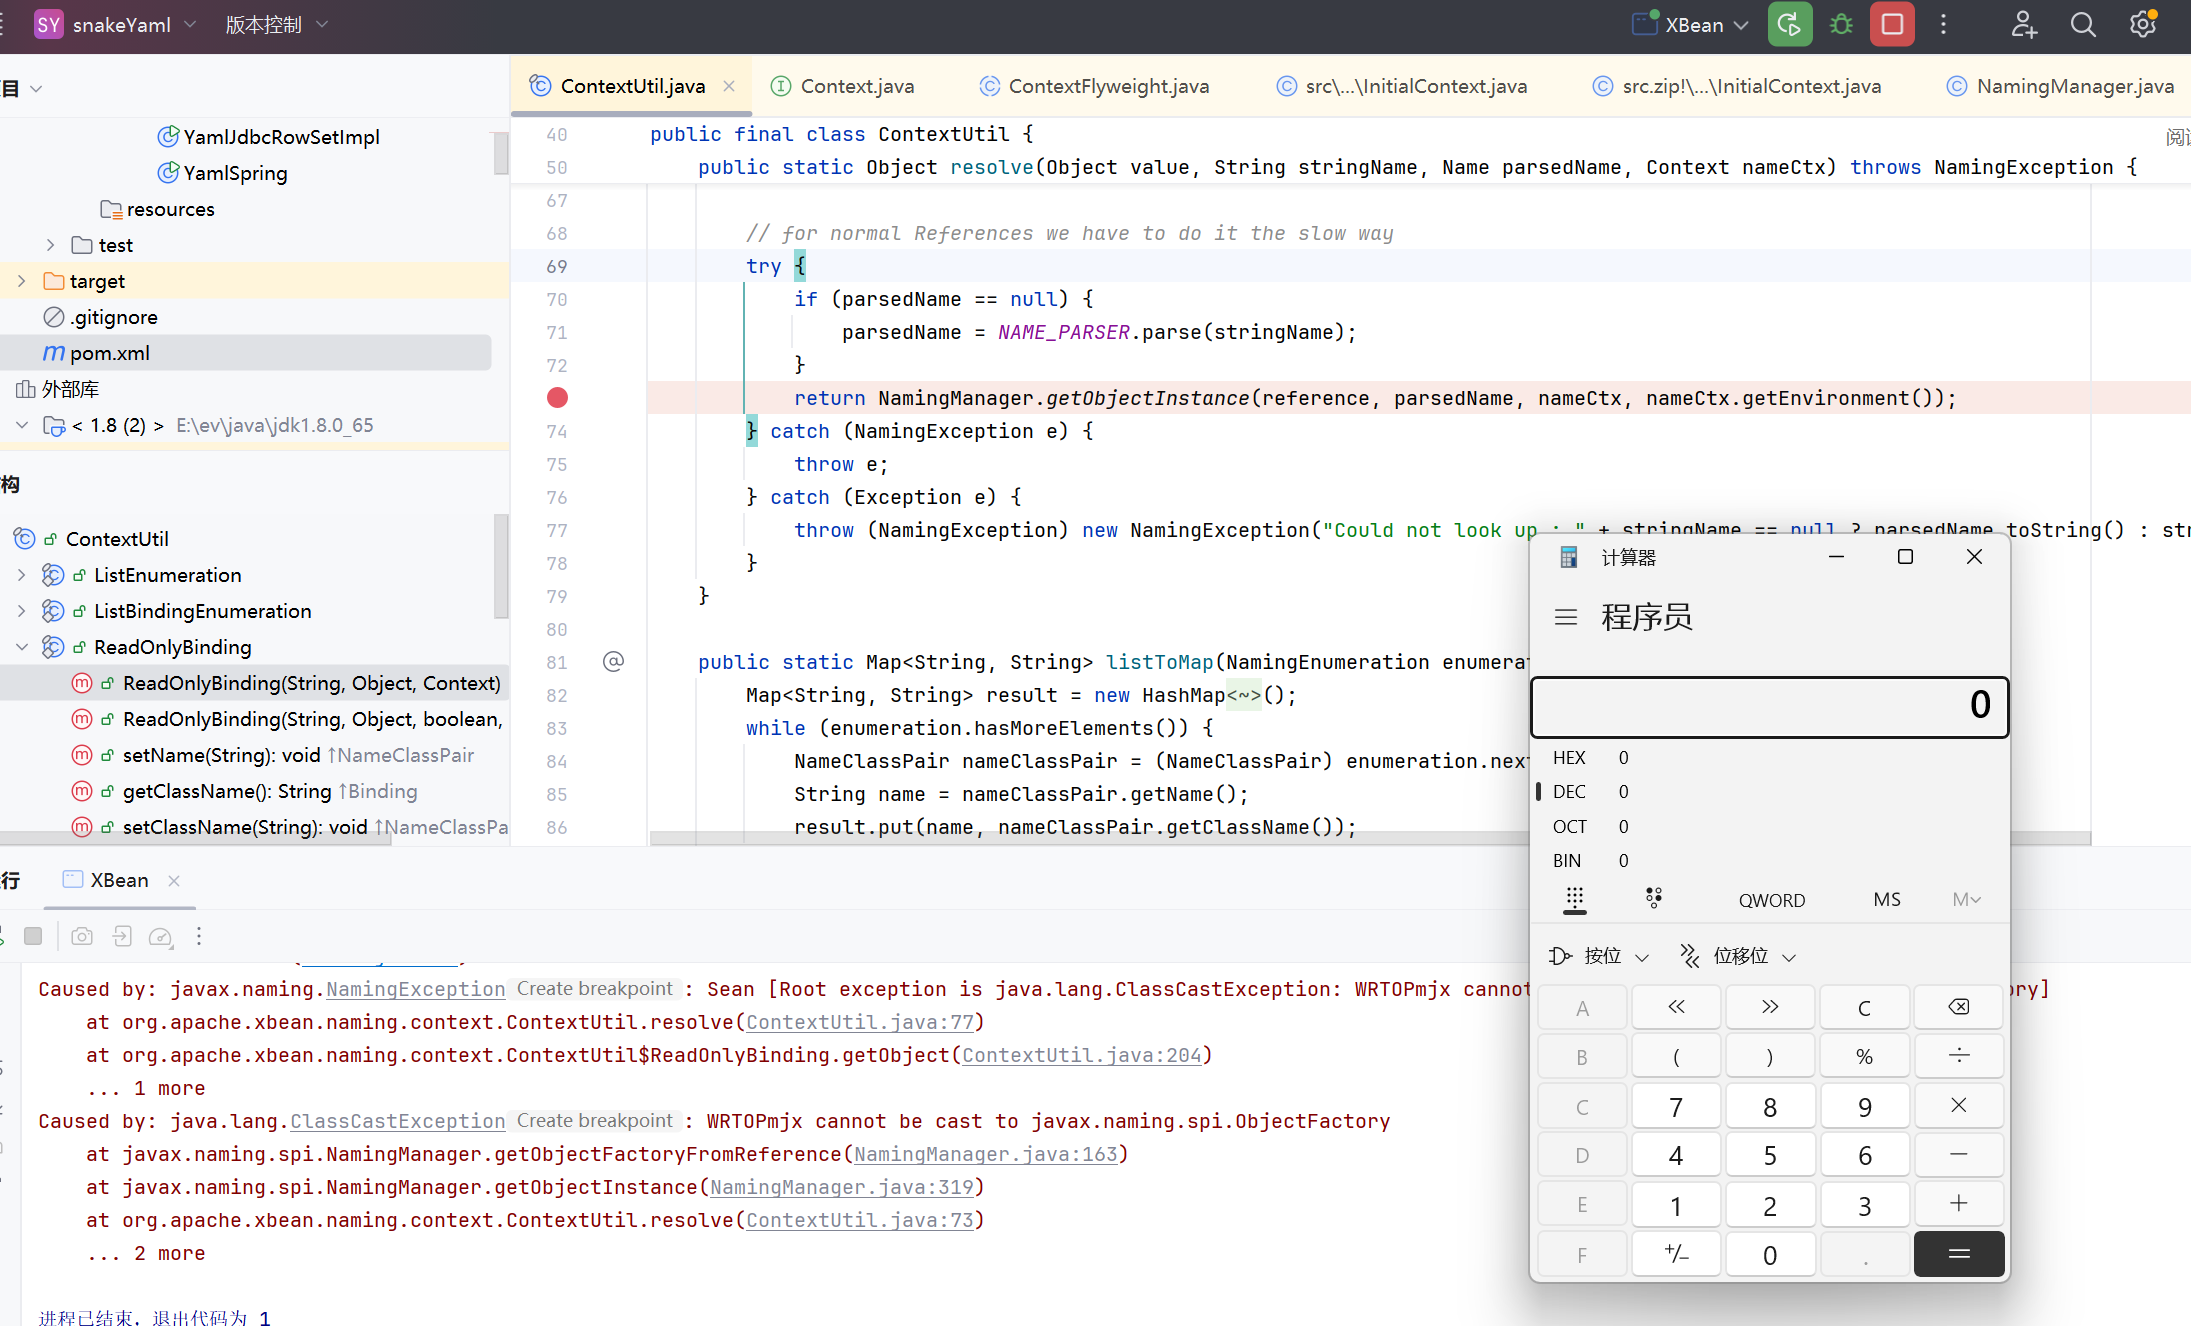 SY snakeYaml 版本控制 XBean
目
YamlJdbcRowSetImpl
YamlSpring
resources
test
target
.gitignore
pom.xml
外部库
< 1.8 (2) > E:\ev\java\jdk1.8.0_65
构
ContextUtil
ListEnumeration
ListBindingEnumeration
ReadOnlyBinding
ReadOnlyBinding(String, Object, Context)
ReadOnlyBinding(String, Object, boolean,
setName(String): void ↑NameClassPair
getClassName(): String ↑Binding
setClassName(String): void ↑NameClassPa
ContextUtil.java Context.java ContextFlyweight.java src\...\InitialContext.java src.zip!\...\InitialContext.java NamingManager.java
40 public final class ContextUtil {
阅
50 public static Object resolve(Object value, String stringName, Name parsedName, Context nameCtx) throws NamingException {
67
68 // for normal References we have to do it the slow way
69 try {
70 if (parsedName == null) {
71 parsedName = NAME_PARSER.parse(stringName);
72 }
return NamingManager.getObjectInstance(reference, parsedName, nameCtx, nameCtx.getEnvironment());
74 } catch (NamingException e) {
75 throw e;
76 } catch (Exception e) {
77 throw (NamingException) new NamingException("Could not look up : " + stringName == null ? parsedName.toString() : str
78 }
79 }
80
81 @ public static Map<String, String> listToMap(NamingEnumeration enumerat
82 Map<String, String> result = new HashMap<~>();
83 while (enumeration.hasMoreElements()) {
84 NameClassPair nameClassPair = (NameClassPair) enumeration.next
85 String name = nameClassPair.getName();
86 result.put(name, nameClassPair.getClassName());
行 XBean
Caused by: javax.naming.NamingException Create breakpoint : Sean [Root exception is java.lang.ClassCastException: WRTOPmjx cannot ory]
at org.apache.xbean.naming.context.ContextUtil.resolve(ContextUtil.java:77)
at org.apache.xbean.naming.context.ContextUtil$ReadOnlyBinding.getObject(ContextUtil.java:204)
... 1 more
Caused by: java.lang.ClassCastException Create breakpoint : WRTOPmjx cannot be cast to javax.naming.spi.ObjectFactory
at javax.naming.spi.NamingManager.getObjectFactoryFromReference(NamingManager.java:163)
at javax.naming.spi.NamingManager.getObjectInstance(NamingManager.java:319)
at org.apache.xbean.naming.context.ContextUtil.resolve(ContextUtil.java:73)
... 2 more
进程已结束，退出代码为 1
计算器
程序员
0
HEX 0
DEC 0
OCT 0
BIN 0
QWORD MS M
按位 位移位
A « » C
B ( ) % ÷
C 7 8 9 ×
D 4 5 6 −
E 1 2 3 +
F +/− 0 . =